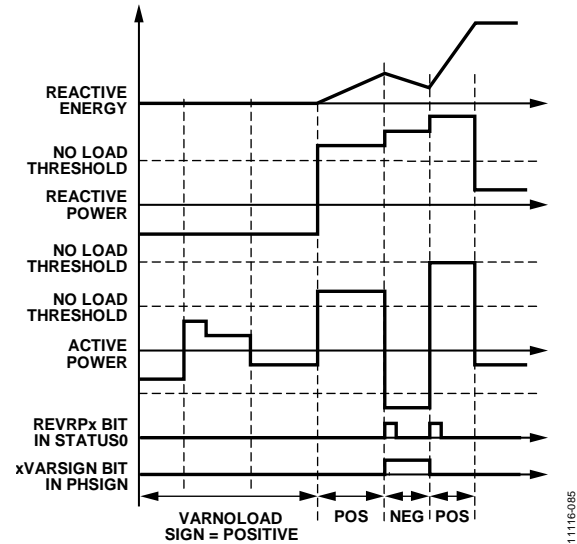 REACTIVE
ENERGY
NO LOAD
THRESHOLD
REACTIVE
POWER
NO LOAD
THRESHOLD
NO LOAD
THRESHOLD
ACTIVE
POWER
REVRPx BIT
IN STATUS0
xVARSIGN BIT
IN PHSIGN
VARNOLOAD
SIGN = POSITIVE
POS
NEG
POS
11116-085